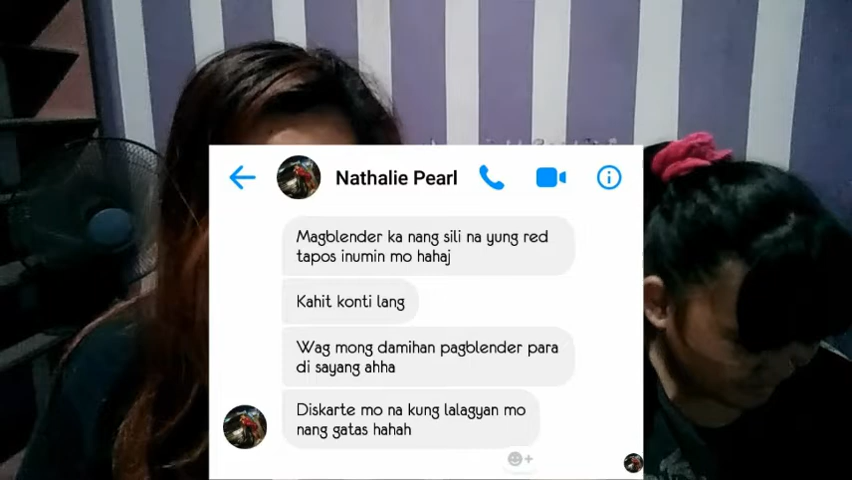 Nathalie Pearl
Magblender ka nang sili na yung red
tapos inumin mo hahaj
Kahit konti lang
Wag mong damihan pagblender para
di sayang ahha
Diskarte mo na kung lalagyan mo
nang gatas hahah